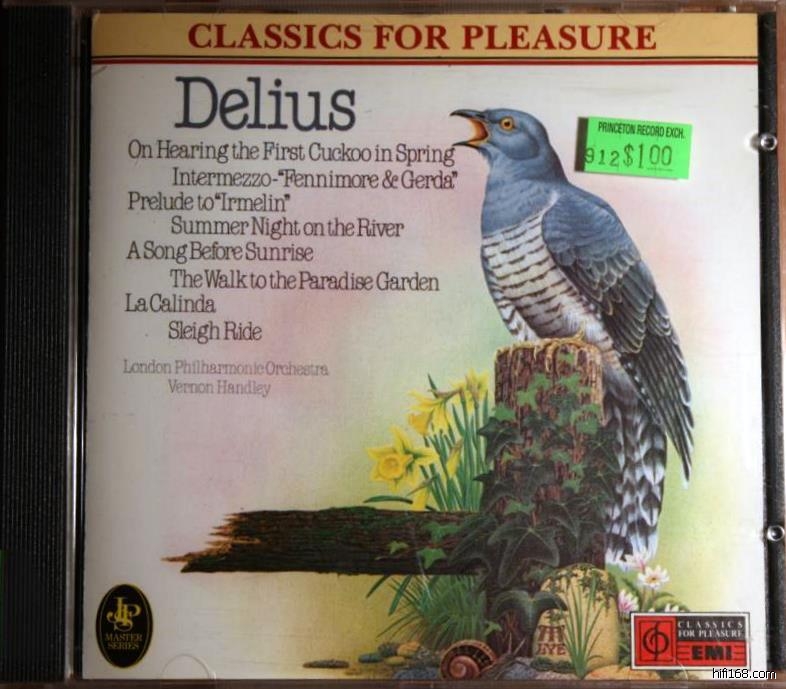 CLASSICS FOR PLEASURE
Delius
On Hearing the First Cuckoo in Spring
Intermezzo-"Fennimore & Gerda"
Prelude to "Irmelin"
Summer Night on the River
A Song Before Sunrise
The Walk to the Paradise Garden
La Calinda
Sleigh Ride
London Philharmonic Orchestra
Vernon Handley
PRINCETON RECORD EXCH.
912 $1.00
JPS
MASTER
SERIES
CLASSICS
FOR PLEASURE
EMI
hifi168.com